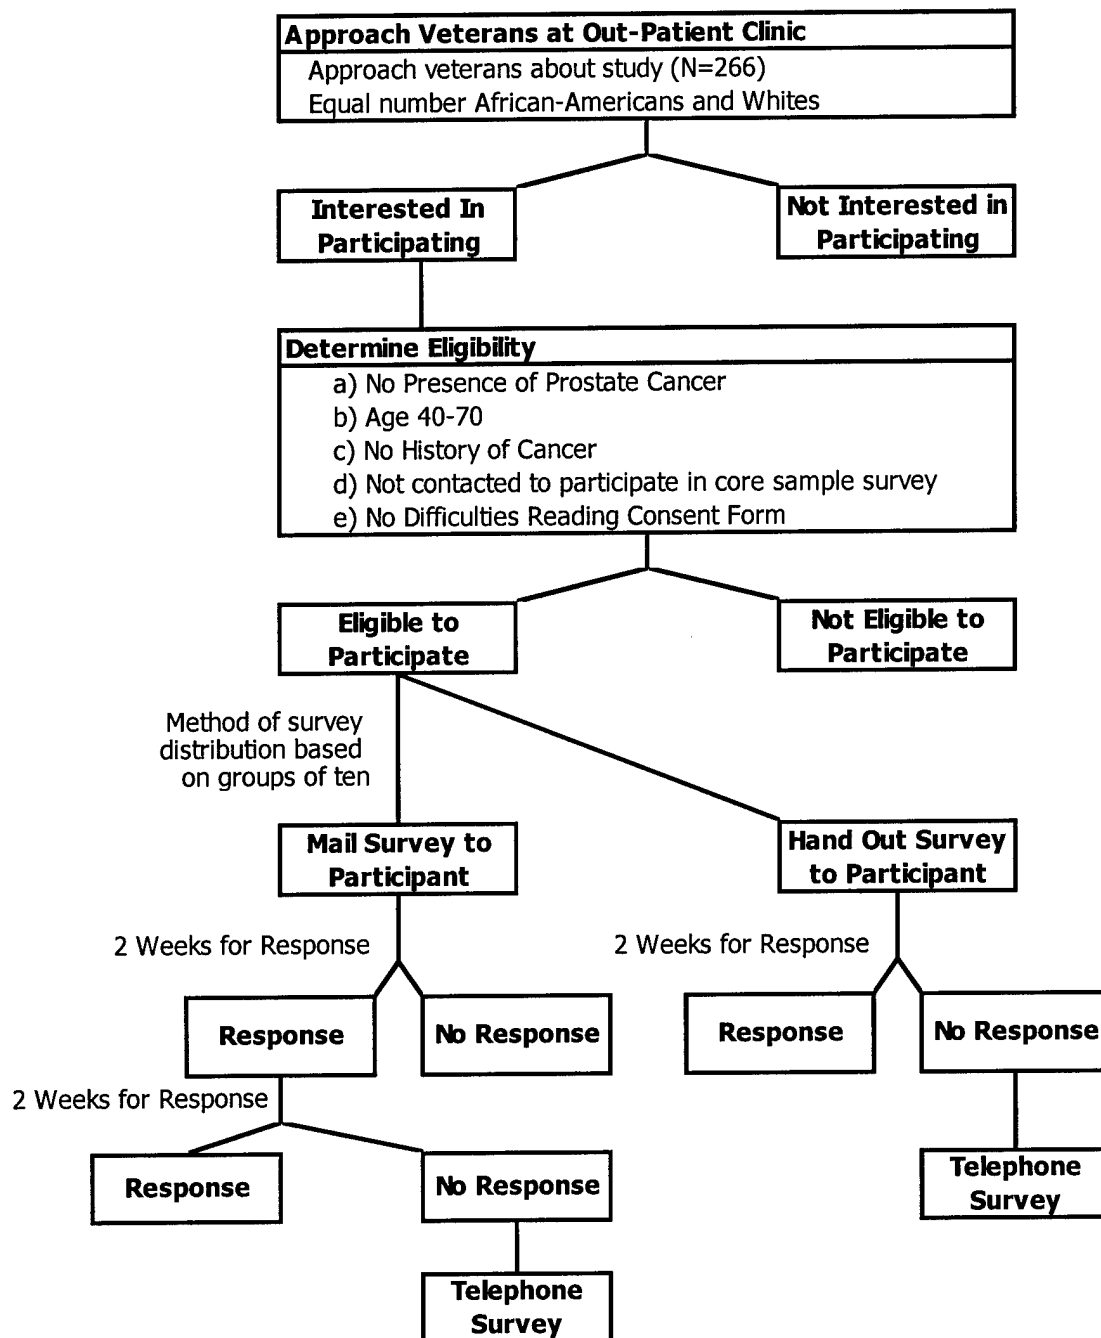 Approach Veterans at Out-Patient Clinic
Approach veterans about study (N=266)
Equal number African-Americans and Whites
Interested In
Participating
Not Interested in
Participating
Determine Eligibility
a) No Presence of Prostate Cancer
b) Age 40-70
c) No History of Cancer
d) Not contacted to participate in core sample survey
e) No Difficulties Reading Consent Form
Eligible to
Participate
Not Eligible to
Participate
Method of survey
distribution based
on groups of ten
Mail Survey to
Participant
Hand Out Survey
to Participant
2 Weeks for Response
2 Weeks for Response
Response
No Response
Response
No Response
2 Weeks for Response
Response
No Response
Telephone
Survey
Telephone
Survey